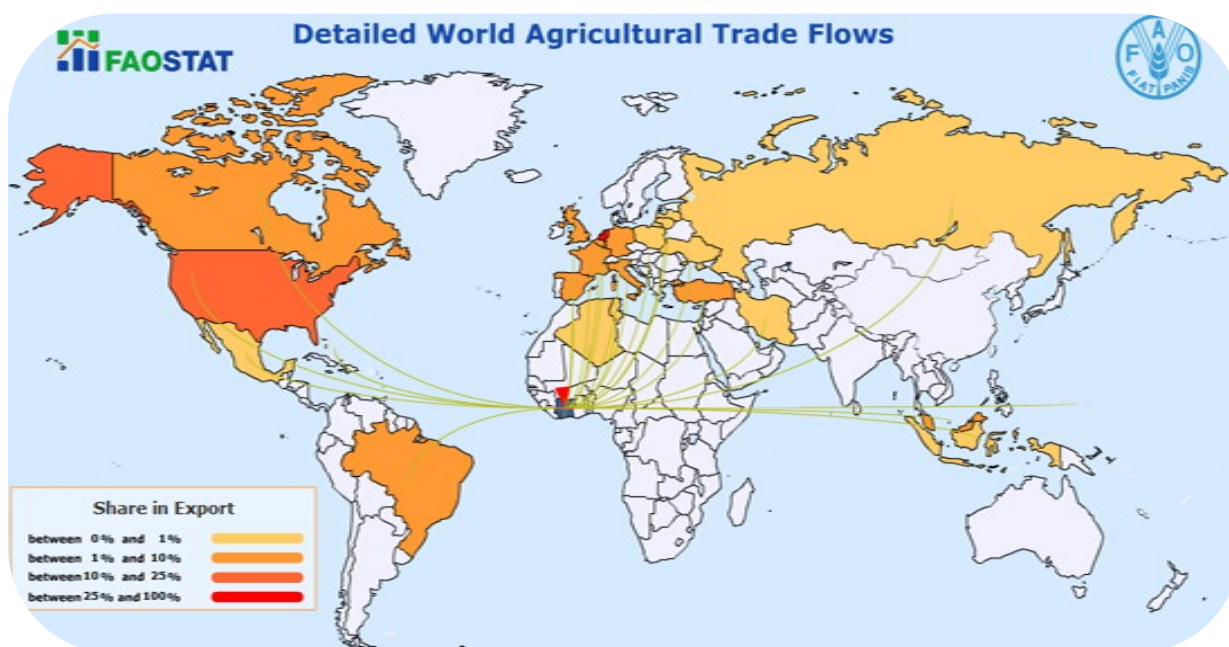 Detailed World Agricultural Trade Flows
FAOSTAT
F A O
FIAT PANIS
Share in Export
between 0% and 1%
between 1% and 10%
between 10% and 25%
between 25% and 100%